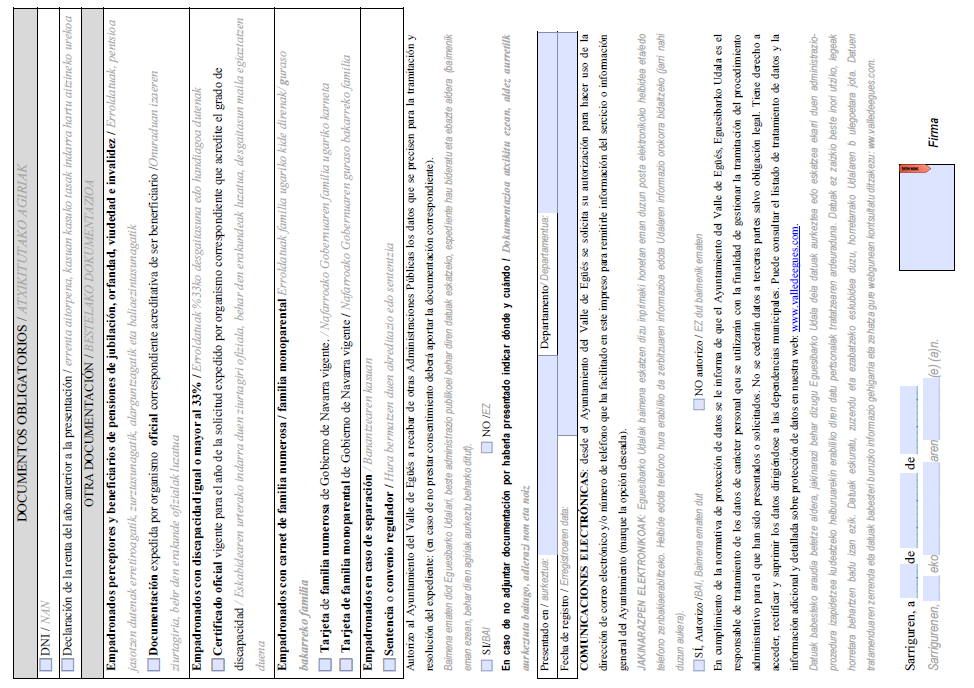 DOCUMENTOS OBLIGATORIOS / ATXIKITUTAKO AGIRIAK
DNI / NAN
Declaración de la renta del año anterior a la presentación / errenta aitorpena, kasuan kasuko tasak indarra hartu aitzineko urekoa
OTRA DOCUMENTACIÓN / BESTELAKO DOKUMENTAZIOA
Empadronados perceptores y beneficiarios de pensiones de jubilación, orfandad, viudedad e invalidez / Erroldatuak, pentsioa
jasotzen dutenak erretiroagatik, zurztasunagatik, alarguntzagatik eta baliaezintasunagatik
Documentación expedida por organismo oficial correspondiente acreditativa de ser beneficiario /Onuraduan izaeren
ziurtagiria, behr den erakunde ofizialak luzatua
Empadronados con discapacidad igual o mayor al 33% / Erroldatuak %33ko desgaitasuna edo handiagoa dutenak
Certificado oficial vigente para el año de la solicitud expedido por organismo correspondiente que acredite el grado de
discapacidad / Eskabidearen urterako indarra duen ziurtagiri ofiziala, behar den erakundeak luzatua, desgaitasun maila egiaztatzen
duena
Empadronados con carnet de familia numerosa / familia monoparental Erroldatuak familia ugariko kide direnak/ guraso
bakarreko familia
Tarjeta de familia numerosa de Gobierno de Navarra vigente. / Nafarroako Gobernuaren familia ugariko karneta
Tarjeta de familia monoparental de Gobierno de Navarra vigente / Nafarroako Gobernuaren guraso bakarreko familia
Empadronados en caso de separación / Banantzearen kasuan
Sentencia o convenio regulador / Hura bermatzen duen akreditazio edo sententzia
Autorizo al Ayuntamiento del Valle de Egüés a recabar de otras Administraciones Públicas los datos que se precisen para la tramitación y
resolución del expediente. (en caso de no prestar consentimiento deberá aportar la documentación correspondiente).
Baimena ematen diot Eguesibarko Udalari, beste administrazio publikoei behar diren datuak eskatzeko, espediente hau bideratu eta ebazte aldera (baimenik
eman ezean, behar diren agiriak aurkeztu beharko ditu).
SI/BAI NO /EZ
En caso de no adjuntar documentación por haberla presentado indicar dónde y cuándo / Dokumentazioa atxikitu ezean, aldez aurretik
aurkeztuta baiago, adierazi non eta noiz
Presentado en / aurkeztua: Departamento/ Departamentua:
Fecha de registro / Erregistroaren data:
COMUNICACIONES ELECTRÓNICAS: desde el Ayuntamiento del Valle de Egüés se solicita su autorización para hacer uso de la
dirección de correo electrónico y/o número de teléfono que ha facilitado en este impreso para remitirle información del servicio o información
general del Ayuntamiento (marque la opción deseada).
JAKINARAZPEN ELEKTRONIKOAK: Eguesibarko Udalak baimena eskatzen dizu inprimaki honetan eman duzun posta elektronikoko helbidea eta/edo
telefono zenbakia erabiltzeko. Helbide edota telefono hura erabiliko da zerbitzuaren informazioa edota Udalaren informazio orokorra bidaltzeko (jarri nahi
duzun aukera).
SÍ, Autorizo /BAI, Baimena ematen dut NO autorizo / EZ dut baimenik ematen
En cumplimiento de la normativa de protección de datos se le informa de que el Ayuntamiento del Valle de Egüés, Eguesibarko Udala es el
responsable de tratamiento de los datos de carácter personal qeu se utilizarán con la finalidad de gestionar la tramitación del procedimiento
administrativo para el que han sido presentados o solicitados. No se cederán datos a terceras partes salvo obligación legal. Tiene derecho a
acceder, rectificar y suprimir los datos dirigéndose a las dependencias municipales. Puede consultar el listado de tratamiento de datos y la
información adicional y detallada sobre protección de datos en nuestra web: www.valledeegues.com.
Datuak babesteko araudia betetze aldera, jakinarazi behar dizugu Eguesibarko Udala dela datuak aurkeztea edo eskatzea ekarri duen administrazio-
prozedura izapidetzea kudeatzeko helburuarekin erabiliko diren datu pertsonalak tratatzearen arduraduna. Datuak ez zaizkio beste inori utziko, legeak
horretara behartzen badu izan ezik. Datuak eskuratu, zuzendu eta ezabatzeko eskubidea duzu, horretarako Udalaren b ulegoetara jota. Datuen
tratamenduaren zerrenda eta datuak babesteri buruzko informazio gehigarria eta zehatza gure webgunean kontsultatu ditzakezu: ww.valledeegues.com.
Sarriguren, a de de
Sarrigurenen, ako aren (e) (a)n.
Firma